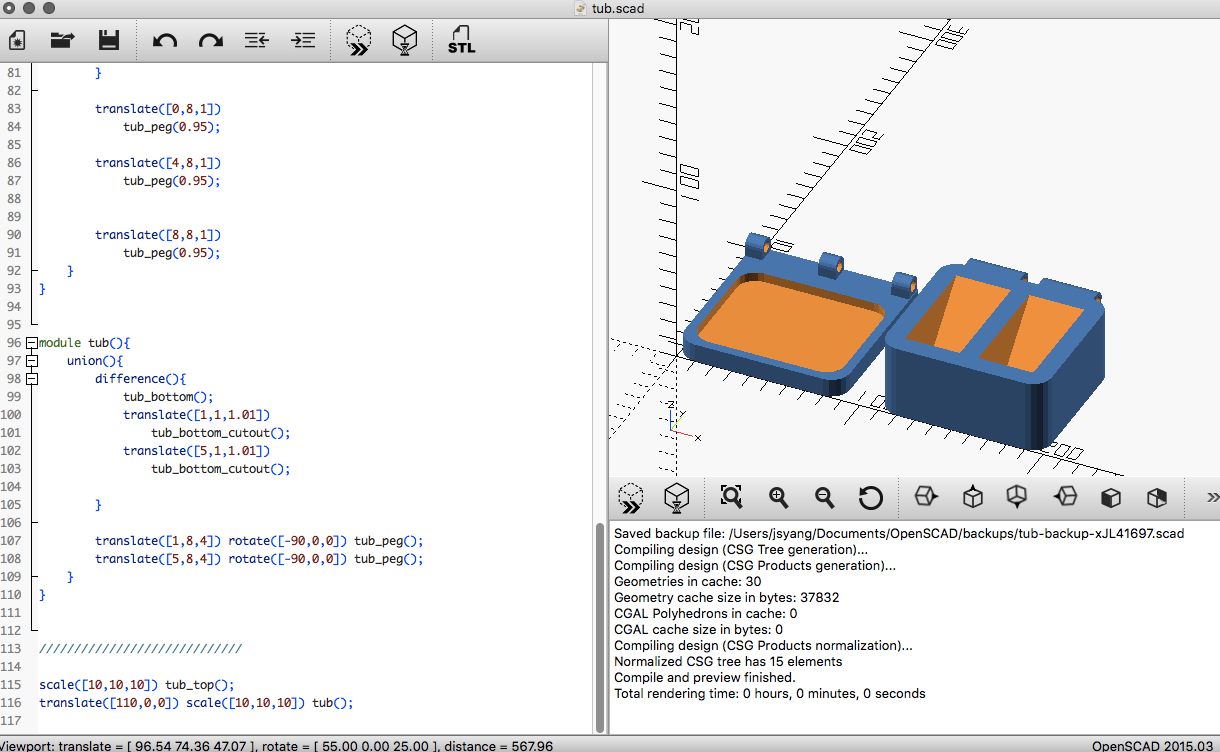 tub.scad
STL
81 }
82
83 translate([0,8,1])
84 tub_peg(0.95);
85
86 translate([4,8,1])
87 tub_peg(0.95);
88
89
90 translate([8,8,1])
91 tub_peg(0.95);
92 }
93 }
94
95
96 module tub(){
97 union(){
98 difference(){
99 tub_bottom();
100 translate([1,1,1.01])
101 tub_bottom_cutout();
102 translate([5,1,1.01])
103 tub_bottom_cutout();
104
105 }
106
107 translate([1,8,4]) rotate([-90,0,0]) tub_peg();
108 translate([5,8,4]) rotate([-90,0,0]) tub_peg();
109 }
110 }
111
112
113 /////////////////////////////
114
115 scale([10,10,10]) tub_top();
116 translate([110,0,0]) scale([10,10,10]) tub();
117
z
y
x
Saved backup file: /Users/jsyang/Documents/OpenSCAD/backups/tub-backup-xJL41697.scad
Compiling design (CSG Tree generation)...
Compiling design (CSG Products generation)...
Geometries in cache: 30
Geometry cache size in bytes: 37832
CGAL Polyhedrons in cache: 0
CGAL cache size in bytes: 0
Compiling design (CSG Products normalization)...
Normalized CSG tree has 15 elements
Compile and preview finished.
Total rendering time: 0 hours, 0 minutes, 0 seconds
Viewport: translate = [ 96.54 74.36 47.07 ], rotate = [ 55.00 0.00 25.00 ], distance = 567.96
OpenSCAD 2015.03